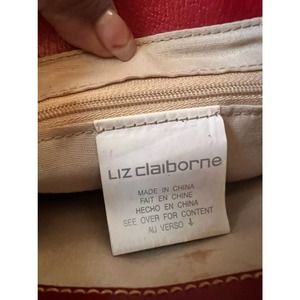 LIZ claiborne
MADE IN CHINA
FAIT EN CHINE
HECHO EN CHINA
SEE OVER FOR CONTENT
AU VERSO ↓